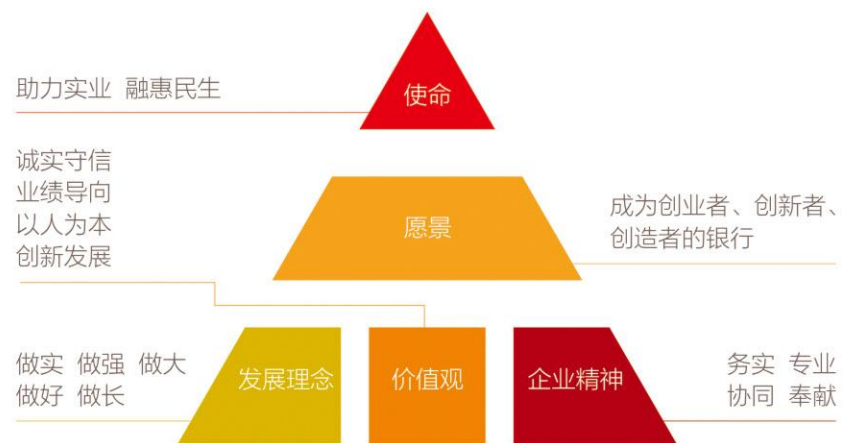 使命
助力实业 融惠民生
诚实守信
业绩导向
以人为本
创新发展
愿景
成为创业者、创新者、
创造者的银行
做实 做强 做大
做好 做长
发展理念
价值观
企业精神
务实 专业
协同 奉献